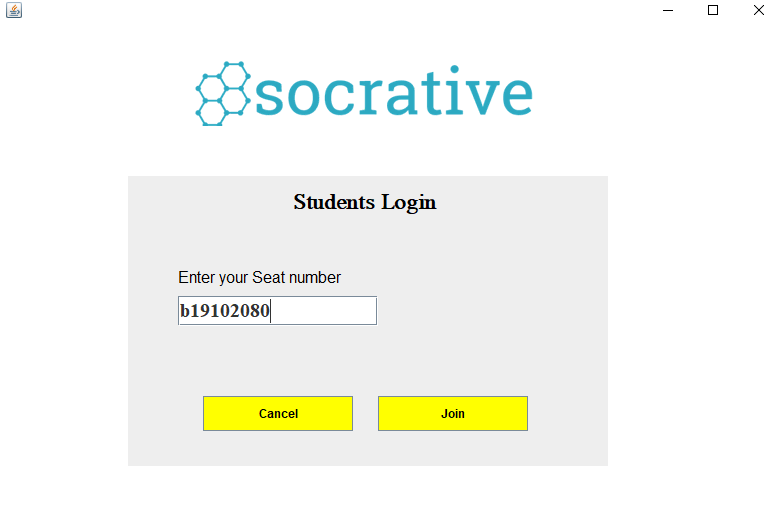 socrative
Students Login
Enter your Seat number
b19102080
Cancel
Join